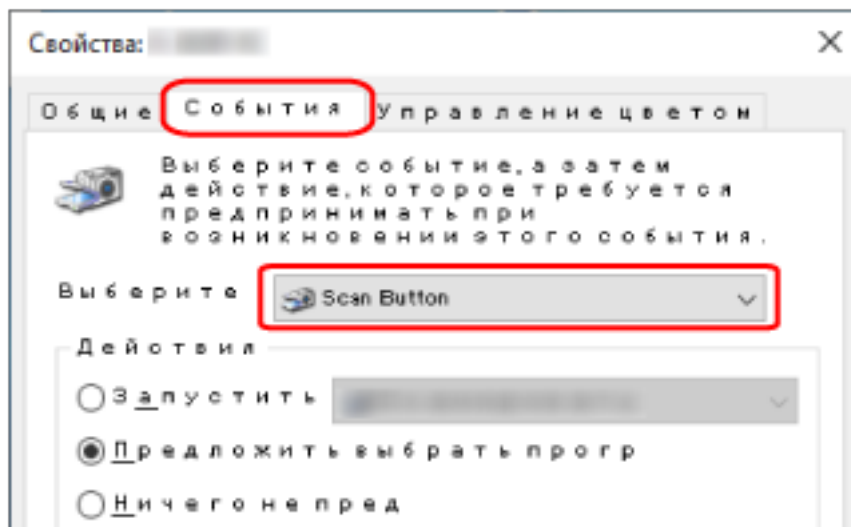 Свойства:
Общие События Управление цветом
Выберите событие, а затем
действие, которое требуется
предпринимать при
возникновении этого события.
Выберите Scan Button
Действия
Запустить
Предложить выбрать прогр
Ничего не пред